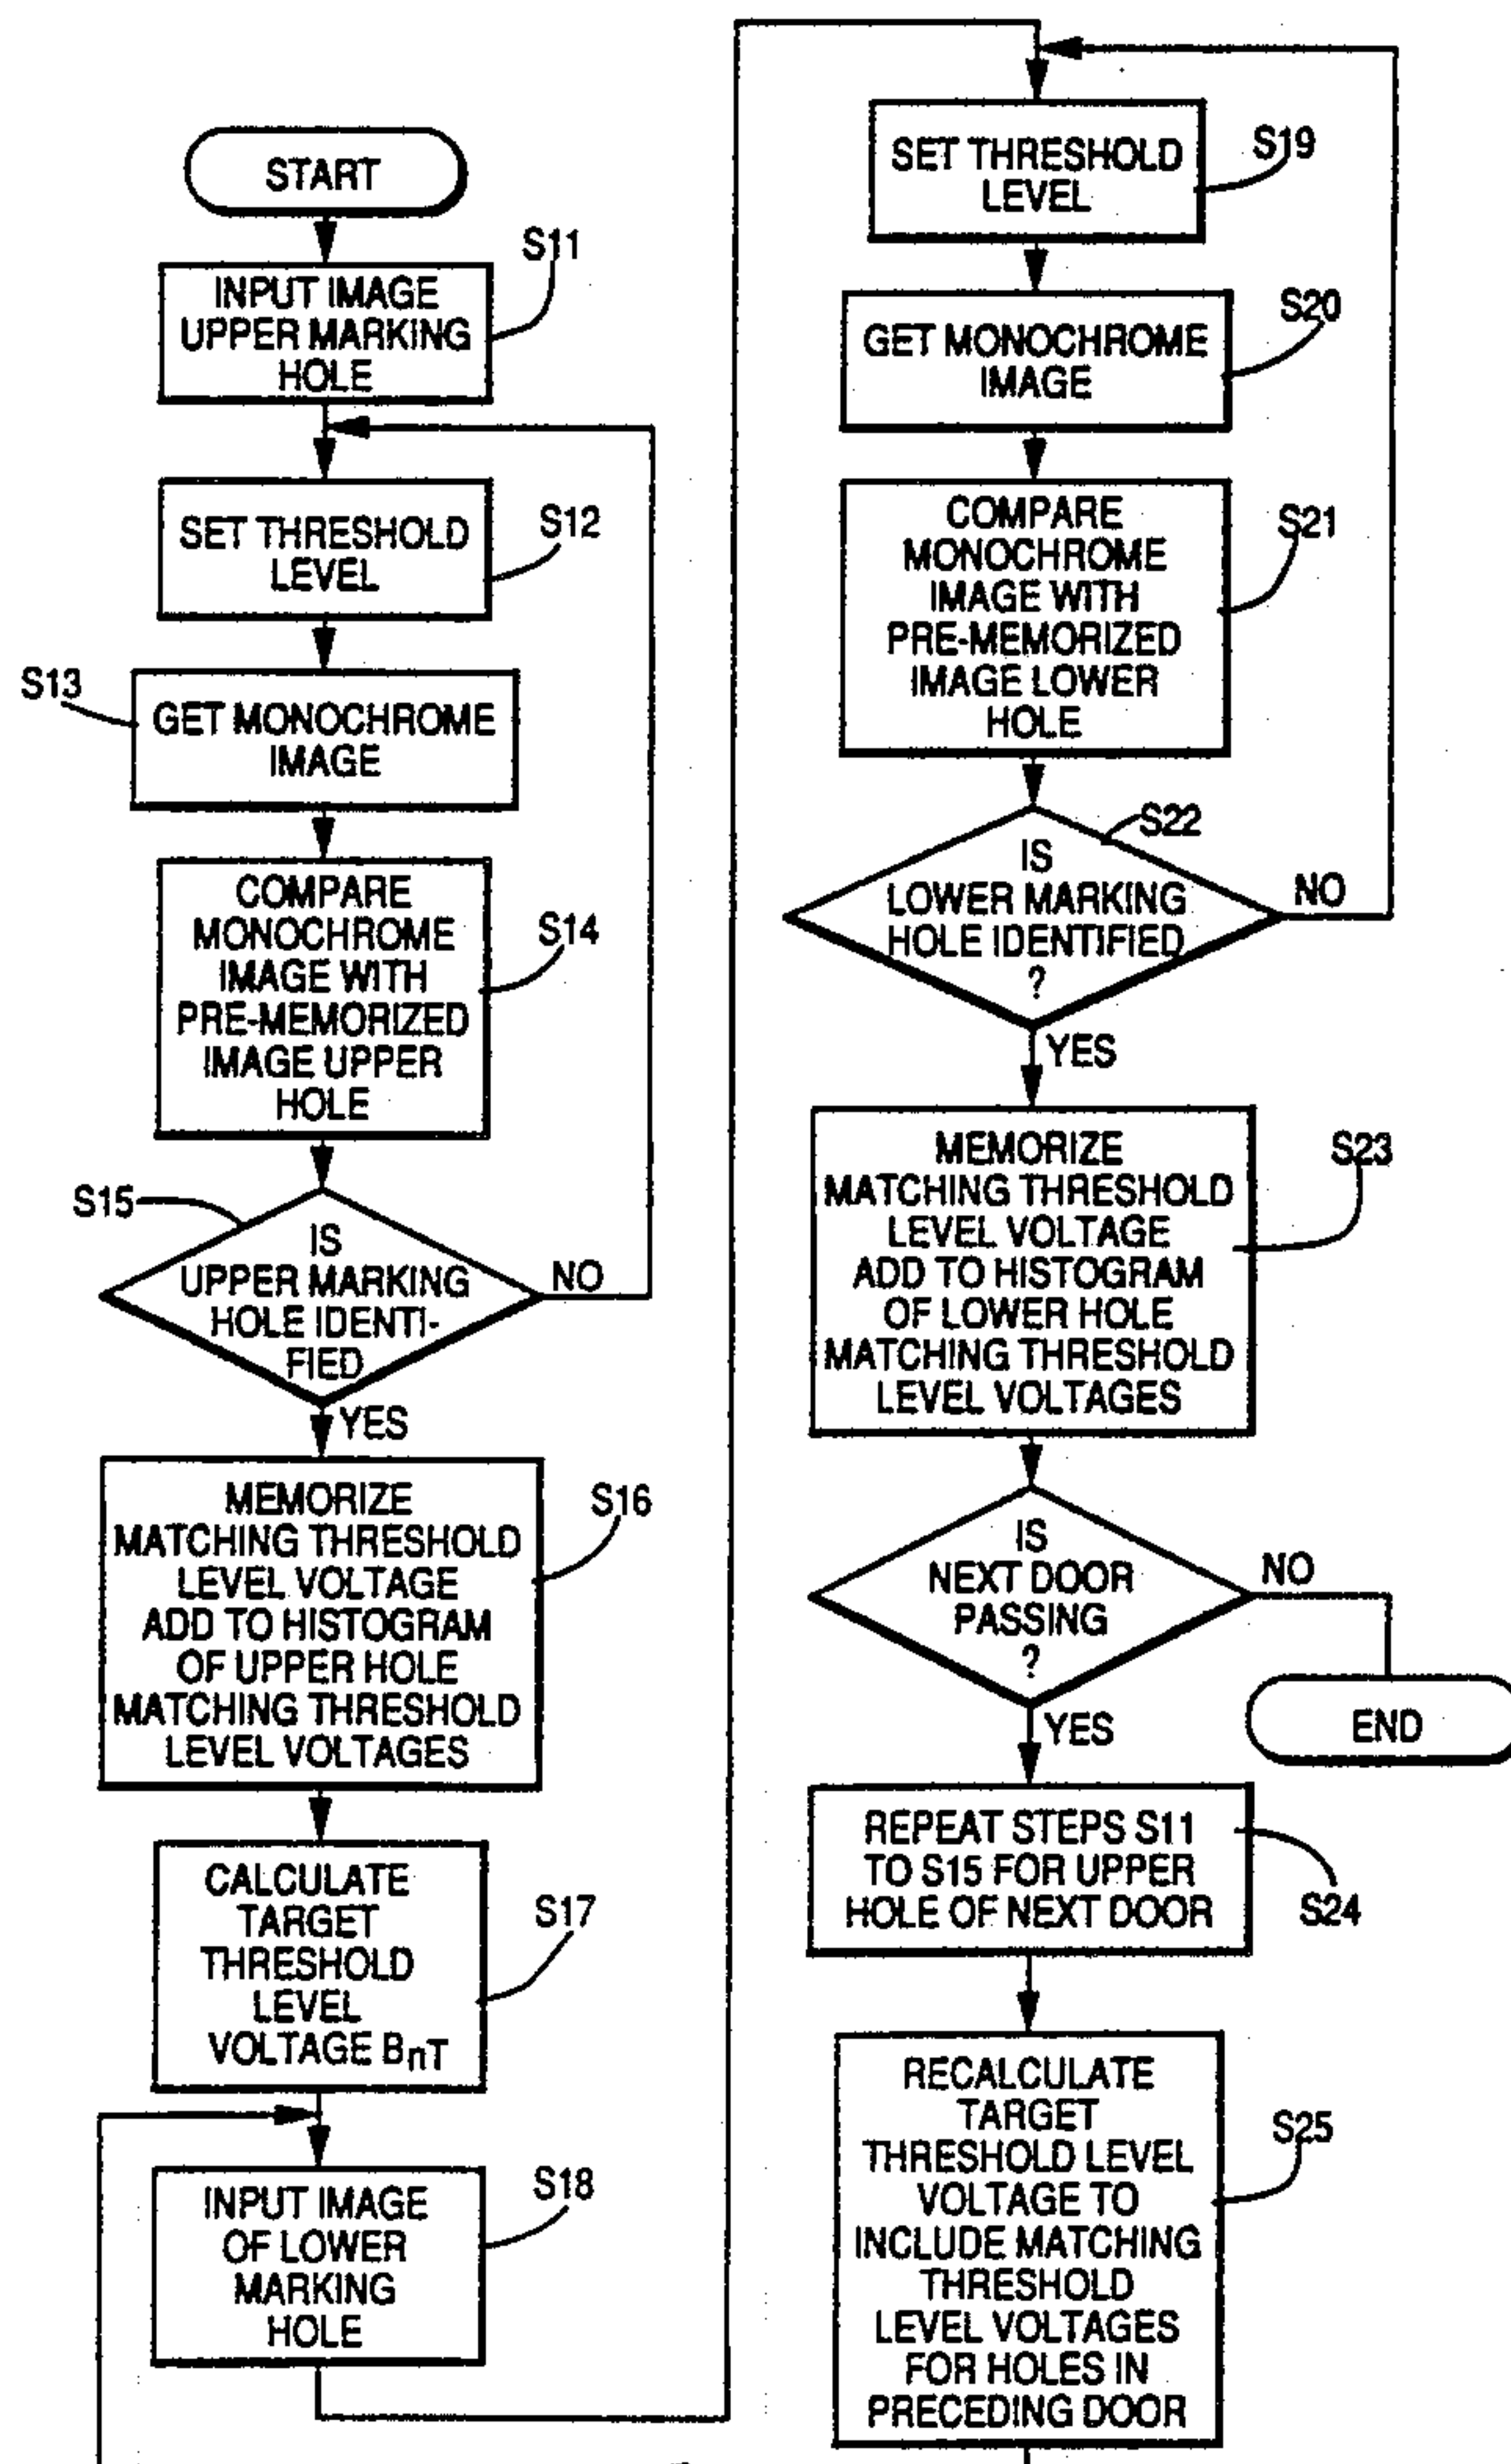 START
S11
INPUT IMAGE
UPPER MARKING
HOLE
S12
SET THRESHOLD
LEVEL
S13
GET MONOCHROME
IMAGE
COMPARE
MONOCHROME
IMAGE WITH
PRE-MEMORIZED
IMAGE UPPER
HOLE
S14
S15
IS
UPPER MARKING
HOLE IDENTI-
FIED
NO
YES
MEMORIZE
MATCHING THRESHOLD
LEVEL VOLTAGE
ADD TO HISTOGRAM
OF UPPER HOLE
MATCHING THRESHOLD
LEVEL VOLTAGES
S16
CALCULATE
TARGET
THRESHOLD
LEVEL
VOLTAGE BnT
S17
INPUT IMAGE
OF LOWER
MARKING
HOLE
S18
SET THRESHOLD
LEVEL
S19
GET MONOCHROME
IMAGE
S20
COMPARE
MONOCHROME
IMAGE WITH
PRE-MEMORIZED
IMAGE LOWER
HOLE
S21
S22
IS
LOWER MARKING
HOLE IDENTIFIED
?
NO
YES
MEMORIZE
MATCHING THRESHOLD
LEVEL VOLTAGE
ADD TO HISTOGRAM
OF LOWER HOLE
MATCHING THRESHOLD
LEVEL VOLTAGES
S23
IS
NEXT DOOR
PASSING
?
NO
END
YES
REPEAT STEPS S11
TO S15 FOR UPPER
HOLE OF NEXT DOOR
S24
RECALCULATE
TARGET
THRESHOLD LEVEL
VOLTAGE TO
INCLUDE MATCHING
THRESHOLD
LEVEL VOLTAGES
FOR HOLES IN
PRECEDING DOOR
S25